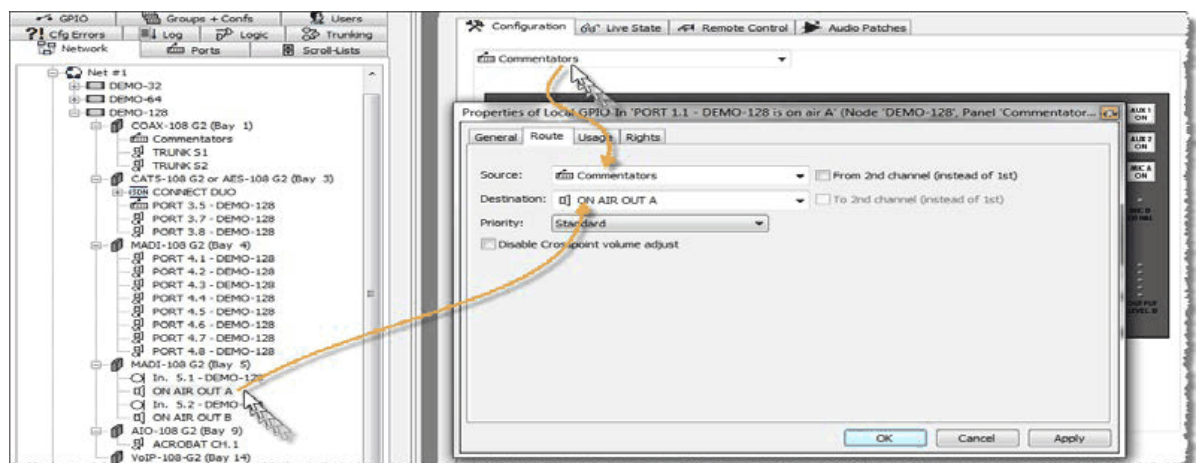 GPIO Groups + Confs Users
Cfg Errors Log Logic Trunking
Network Ports Scroll-Lists
Net #1
DEMO-32
DEMO-64
DEMO-128
COAX-108 G2 (Bay 1)
Commentators
TRUNK S1
TRUNK S2
CAT5-108 G2 or AES-108 G2 (Bay 3)
ISDN CONNECT DUO
PORT 3.5 - DEMO-128
PORT 3.7 - DEMO-128
PORT 3.8 - DEMO-128
MADI-108 G2 (Bay 4)
PORT 4.1 - DEMO-128
PORT 4.2 - DEMO-128
PORT 4.3 - DEMO-128
PORT 4.4 - DEMO-128
PORT 4.5 - DEMO-128
PORT 4.6 - DEMO-128
PORT 4.7 - DEMO-128
PORT 4.8 - DEMO-128
MADI-108 G2 (Bay 5)
In. 5.1 - DEMO-128
ON AIR OUT A
In. 5.2 - DEMO-
ON AIR OUT B
AIO-108 G2 (Bay 9)
ACROBAT CH.1
VoIP-108-G2 (Bay 14)
Configuration Live State Remote Control Audio Patches
Commentators
Properties of Local GPIO-In 'PORT 1.1 - DEMO-128 is on air A' (Node 'DEMO-128', Panel 'Commentator...
General Route Usage Rights
Source: Commentators From 2nd channel (instead of 1st)
Destination: ON AIR OUT A To 2nd channel (instead of 1st)
Priority: Standard
Disable Crosspoint volume adjust
OK Cancel Apply
AUX 1
ON
AUX 2
ON
MIC A
ON